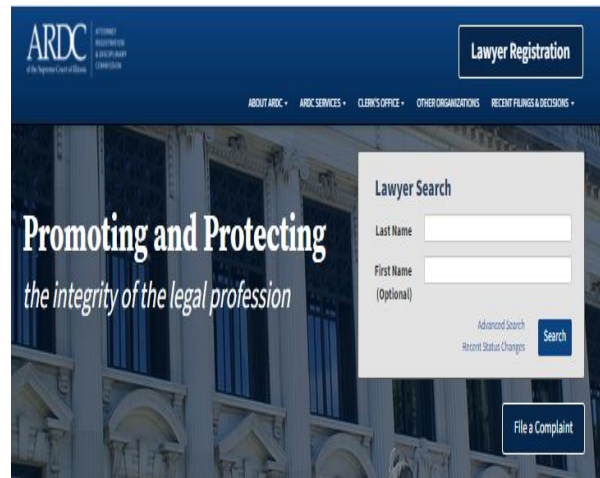 ARDC
ATTORNEY
REGISTRATION
& DISCIPLINARY
COMMISSION
of the Supreme Court of Illinois
Lawyer Registration
ABOUT ARDC
ARDC SERVICES
CLERK'S OFFICE
OTHER ORGANIZATIONS
RECENT FILINGS & DECISIONS
Lawyer Search
Last Name
First Name
(Optional)
Advanced Search
Recent Status Changes
Search
Promoting and Protecting
the integrity of the legal profession
File a Complaint